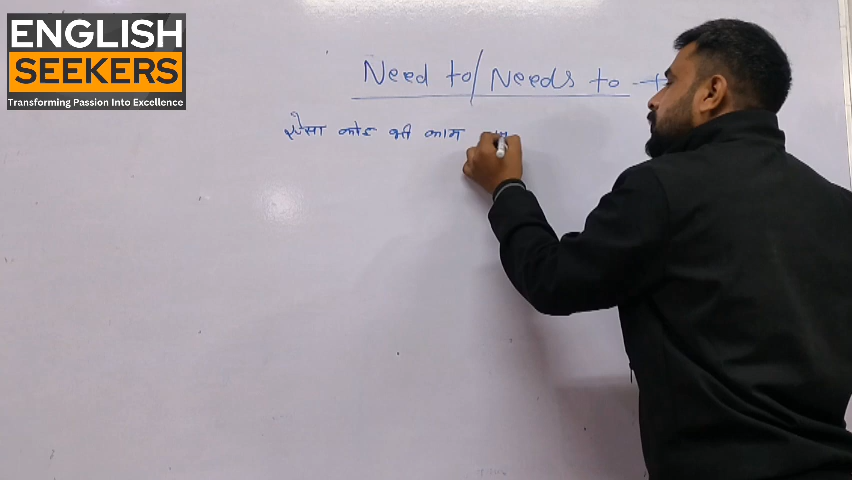 ENGLISH
SEEKERS
Transforming Passion Into Excellence
Need to/Needs to
ऐसा कोई भी काम